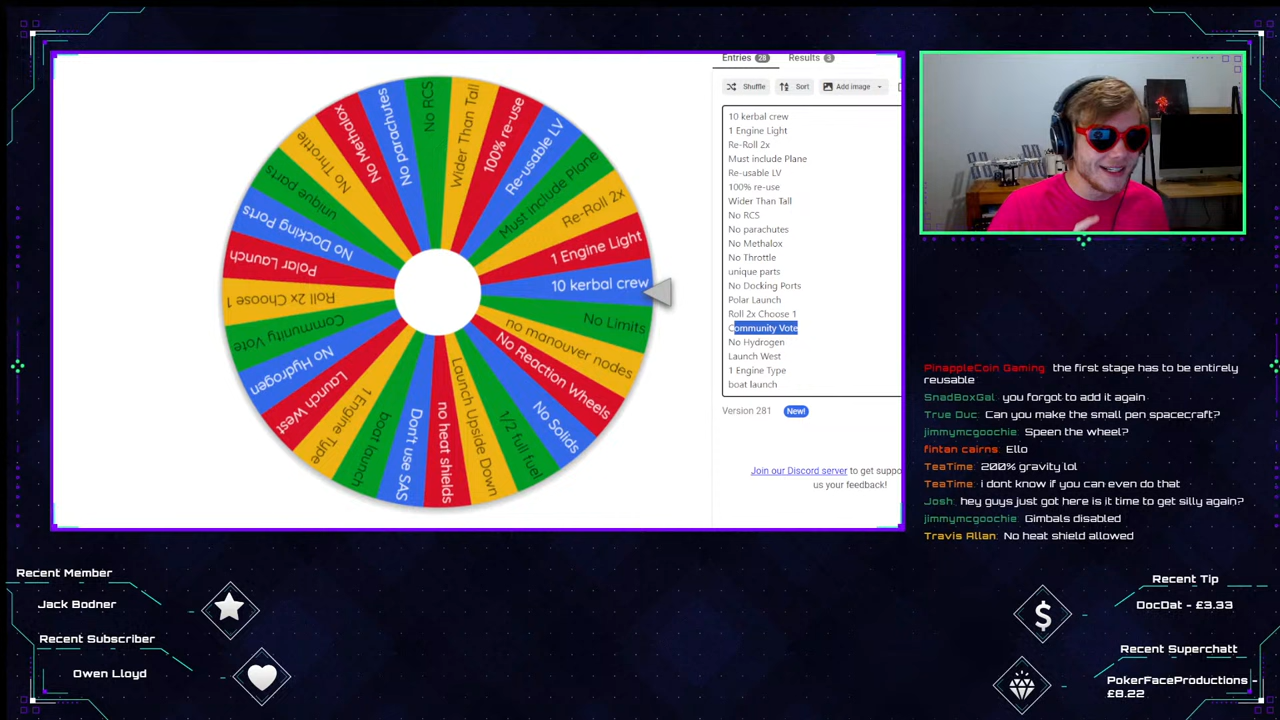 Entries 28
Results 3
Shuffle
Sort
Add image
10 kerbal crew
1 Engine Light
Re-Roll 2x
Must include Plane
Re-usable LV
100% re-use
Wider Than Tall
No RCS
No parachutes
No Methalox
No Throttle
unique parts
No Docking Ports
Polar Launch
Roll 2x Choose 1
Community Vote
No Hydrogen
Launch West
1 Engine Type
boat launch
Version 281
New!
Join our Discord server to get suppo
us your feedback!
10 kerbal crew
1 Engine Light
Re-Roll 2x
Must include Plane
Re-usable LV
100% re-use
Wider Than Tall
No RCS
No parachutes
No Methalox
No Throttle
unique parts
No Docking Ports
Polar Launch
Roll 2x Choose 1
Community Vote
No Hydrogen
Launch West
1 Engine Type
boat launch
Don't use SAS
no heat shields
Launch Upside Down
1/2 full fuel
No Solids
No Reaction Wheels
no manouver nodes
No Limits
PinappleCoin Gaming the first stage has to be entirely
reusable
SnadBoxGal you forgot to add it again
True Duc: Can you make the small pen spacecraft?
jimmymcgoochie: Speen the wheel?
fintan cairns: Ello
TeaTime: 200% gravity lol
TeaTime: i dont know if you can even do that
Josh: hey guys just got here is it time to get silly again?
jimmymcgoochie: Gimbals disabled
Travis Allan: No heat shield allowed
Recent Member
Jack Bodner
Recent Subscriber
Owen Lloyd
Recent Tip
DocDat - £3.33
Recent Superchatt
PokerFaceProductions -
£8.22